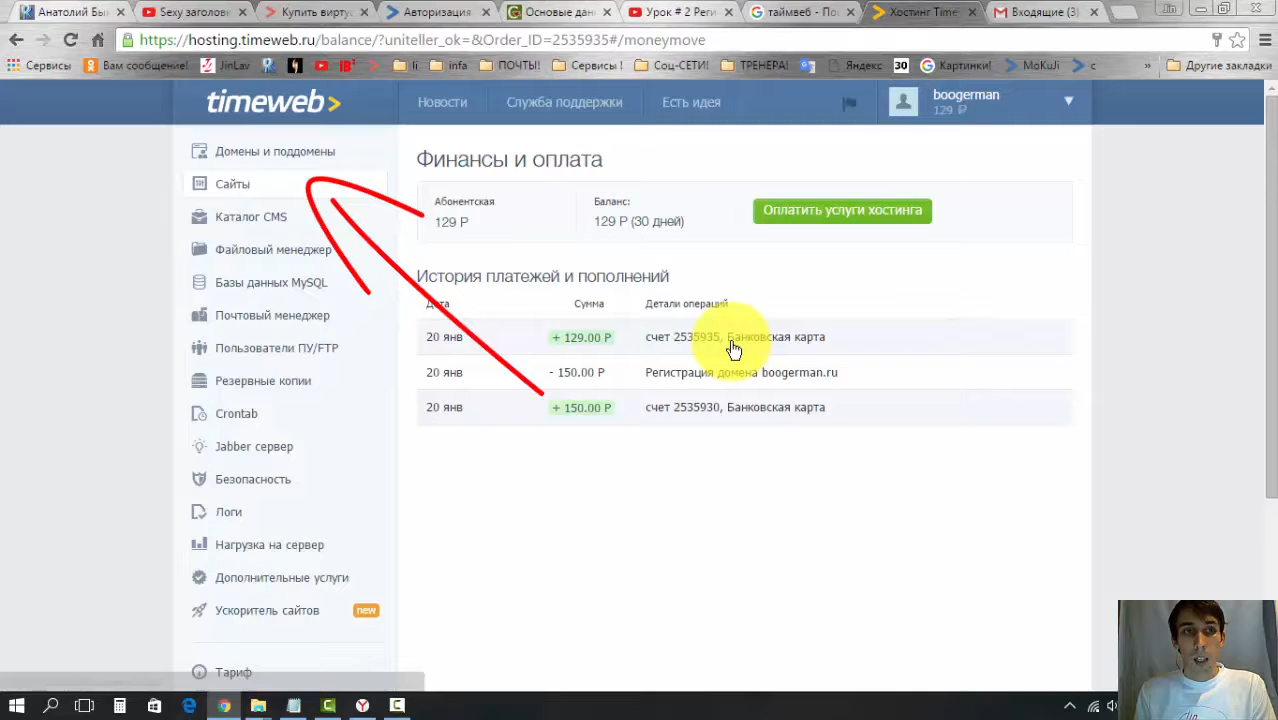 Анатолий Бы
Sexy заголово
Купить вирту
Авторизация
Основые дан
Урок # 2 Реги
таймвеб - Пои
Хостинг Time
Входящие (3)
Jin
https://hosting.timeweb.ru/balance/?uniteller_ok=&Order_ID=2535935#/moneymove
Сервисы
Вам сообщение!
JinLav
li
infa
ПОЧТЫ!
Сервисы !
Соц-СЕТИ!
ТРЕНЕРА!
Яндекс
30
Картинки!
MoKuJi
с
»
Другие закладки
timeweb>
Новости
Служба поддержки
Есть идея
boogerman
129 ₽
Домены и поддомены
Сайты
Каталог CMS
Файловый менеджер
Базы данных MySQL
Почтовый менеджер
Пользователи ПУ/FTP
Резервные копии
Crontab
Jabber сервер
Безопасность
Логи
Нагрузка на сервер
Дополнительные услуги
Ускоритель сайтов new
Тариф
Финансы и оплата
Абонентская
129 Р
Баланс:
129 Р (30 дней)
Оплатить услуги хостинга
История платежей и пополнений
Дата Сумма Детали операций
20 янв + 129.00 Р счет 2535935, Банковская карта
20 янв - 150.00 Р Регистрация домена boogerman.ru
20 янв + 150.00 Р счет 2535930, Банковская карта